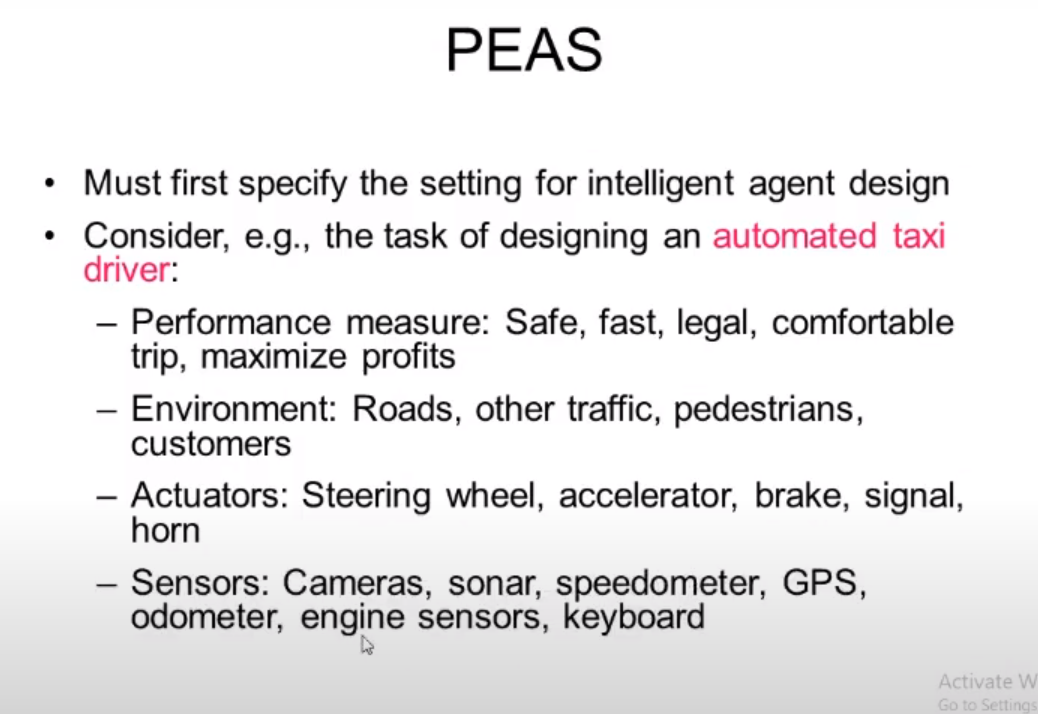 PEAS
• Must first specify the setting for intelligent agent design
• Consider, e.g., the task of designing an automated taxi
driver:
– Performance measure: Safe, fast, legal, comfortable
trip, maximize profits
– Environment: Roads, other traffic, pedestrians,
customers
– Actuators: Steering wheel, accelerator, brake, signal,
horn
– Sensors: Cameras, sonar, speedometer, GPS,
odometer, engine sensors, keyboard
Activate W
Go to Settings